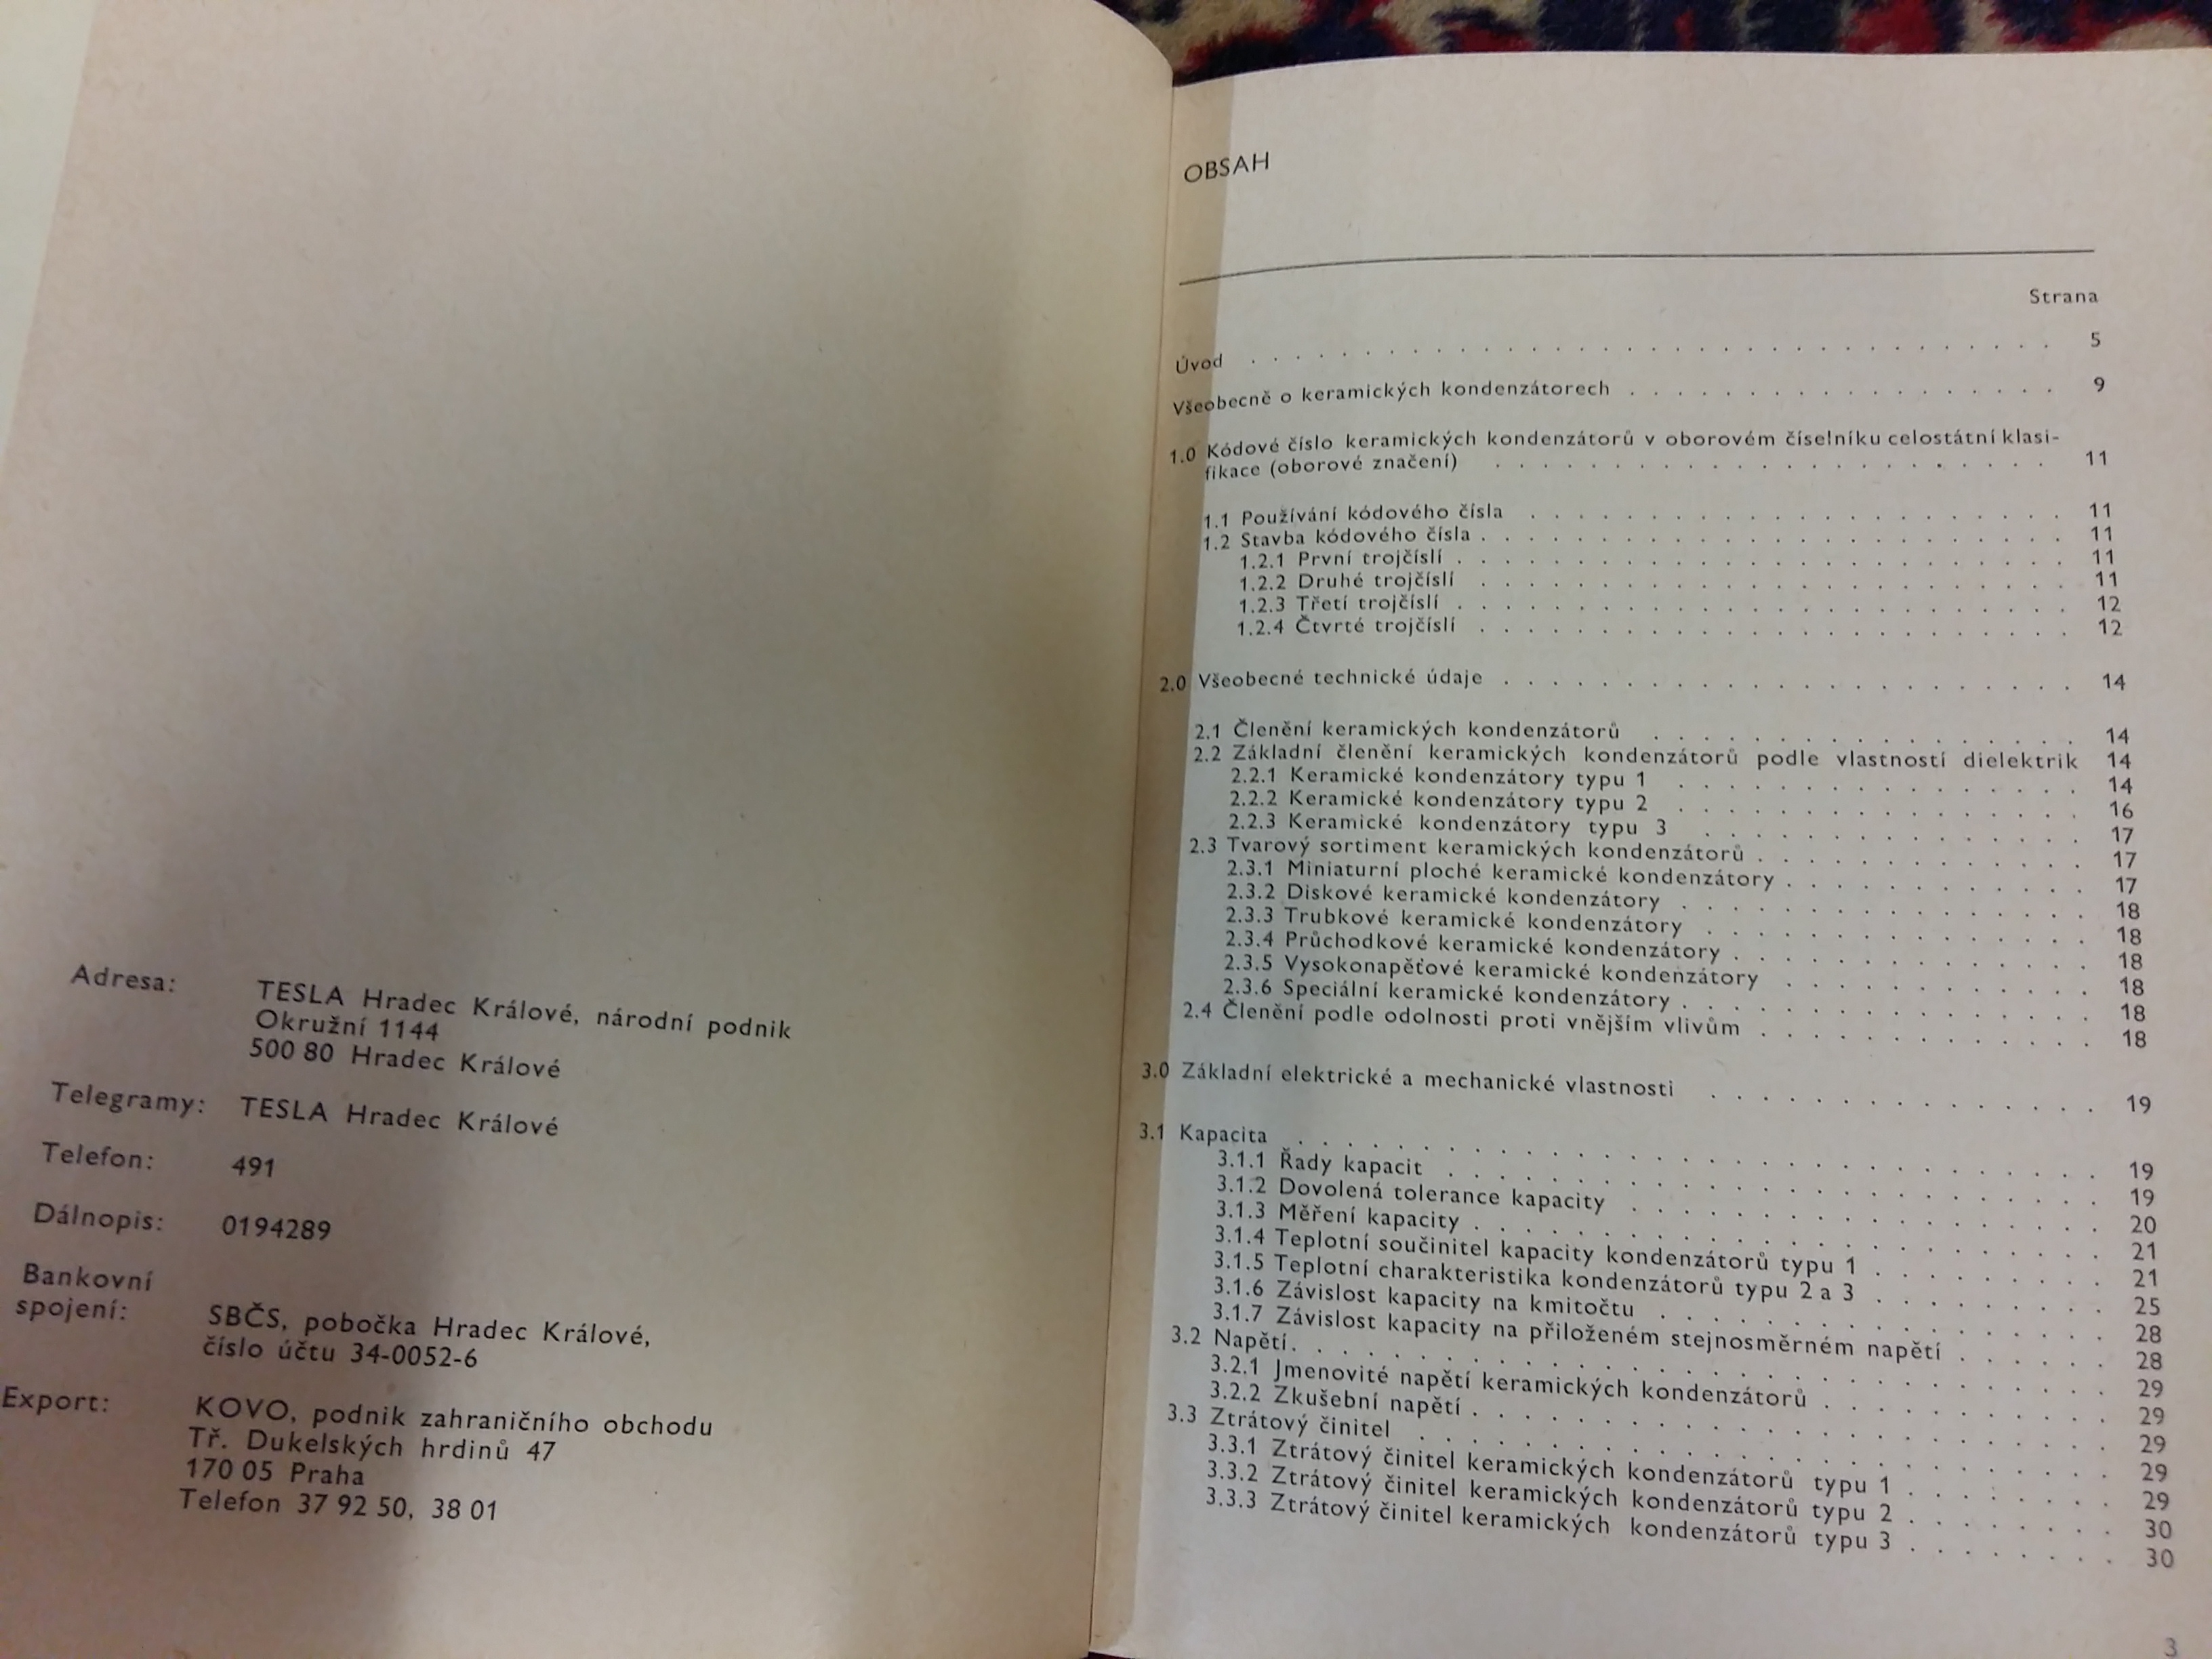 Adresa: TESLA Hradec Králové, národní podnik
Okružní 1144
500 80 Hradec Králové
Telegramy: TESLA Hradec Králové
Telefon: 491
Dálnopis: 0194289
Bankovní
spojení: SBČS, pobočka Hradec Králové,
číslo účtu 34-0052-6
Export: KOVO, podnik zahraničního obchodu
Tř. Dukelských hrdinů 47
170 05 Praha
Telefon 37 92 50, 38 01
OBSAH
Strana
Úvod . . . . . . . . . . 5
Všeobecně o keramických kondenzátorech . . . . . . . . . . 9
1.0 Kódové číslo keramických kondenzátorů v oborovém číselníku celostátní klasi-
fikace (oborové značení) . . . . . . . . . . 11
1.1 Používání kódového čísla . . . . . . . . . . 11
1.2 Stavba kódového čísla . . . . . . . . . . 11
1.2.1 První trojčíslí . . . . . . . . . . 11
1.2.2 Druhé trojčíslí . . . . . . . . . . 11
1.2.3 Třetí trojčíslí . . . . . . . . . . 12
1.2.4 Čtvrté trojčíslí . . . . . . . . . . 12
2.0 Všeobecné technické údaje . . . . . . . . . . 14
2.1 Členění keramických kondenzátorů . . . . . . . . . . 14
2.2 Základní členění keramických kondenzátorů podle vlastností dielektrik 14
2.2.1 Keramické kondenzátory typu 1 . . . . . . . . . . 14
2.2.2 Keramické kondenzátory typu 2 . . . . . . . . . . 16
2.2.3 Keramické kondenzátory typu 3 . . . . . . . . . . 17
2.3 Tvarový sortiment keramických kondenzátorů . . . . . . . . . . 17
2.3.1 Miniaturní ploché keramické kondenzátory . . . . . . . . . . 17
2.3.2 Diskové keramické kondenzátory . . . . . . . . . . 18
2.3.3 Trubkové keramické kondenzátory . . . . . . . . . . 18
2.3.4 Průchodkové keramické kondenzátory . . . . . . . . . . 18
2.3.5 Vysokonapěťové keramické kondenzátory . . . . . . . . . . 18
2.3.6 Speciální keramické kondenzátory . . . . . . . . . . 18
2.4 Členění podle odolnosti proti vnějším vlivům . . . . . . . . . . 18
3.0 Základní elektrické a mechanické vlastnosti . . . . . . . . . . 19
3.1 Kapacita . . . . . . . . . . 19
3.1.1 Řady kapacit . . . . . . . . . . 19
3.1.2 Dovolená tolerance kapacity . . . . . . . . . . 20
3.1.3 Měření kapacity . . . . . . . . . . 21
3.1.4 Teplotní součinitel kapacity kondenzátorů typu 1 . . . . . . . . . . 21
3.1.5 Teplotní charakteristika kondenzátorů typu 2 a 3 . . . . . . . . . . 25
3.1.6 Závislost kapacity na kmitočtu . . . . . . . . . . 28
3.1.7 Závislost kapacity na přiloženém stejnosměrném napětí . . . . . . 28
3.2 Napětí . . . . . . . . . . 29
3.2.1 Jmenovité napětí keramických kondenzátorů . . . . . . . . . . 29
3.2.2 Zkušební napětí . . . . . . . . . . 29
3.3 Ztrátový činitel . . . . . . . . . . 29
3.3.1 Ztrátový činitel keramických kondenzátorů typu 1 . . . . . . . . 29
3.3.2 Ztrátový činitel keramických kondenzátorů typu 2 . . . . . . . . 30
3.3.3 Ztrátový činitel keramických kondenzátorů typu 3 . . . . . . . . 30
3